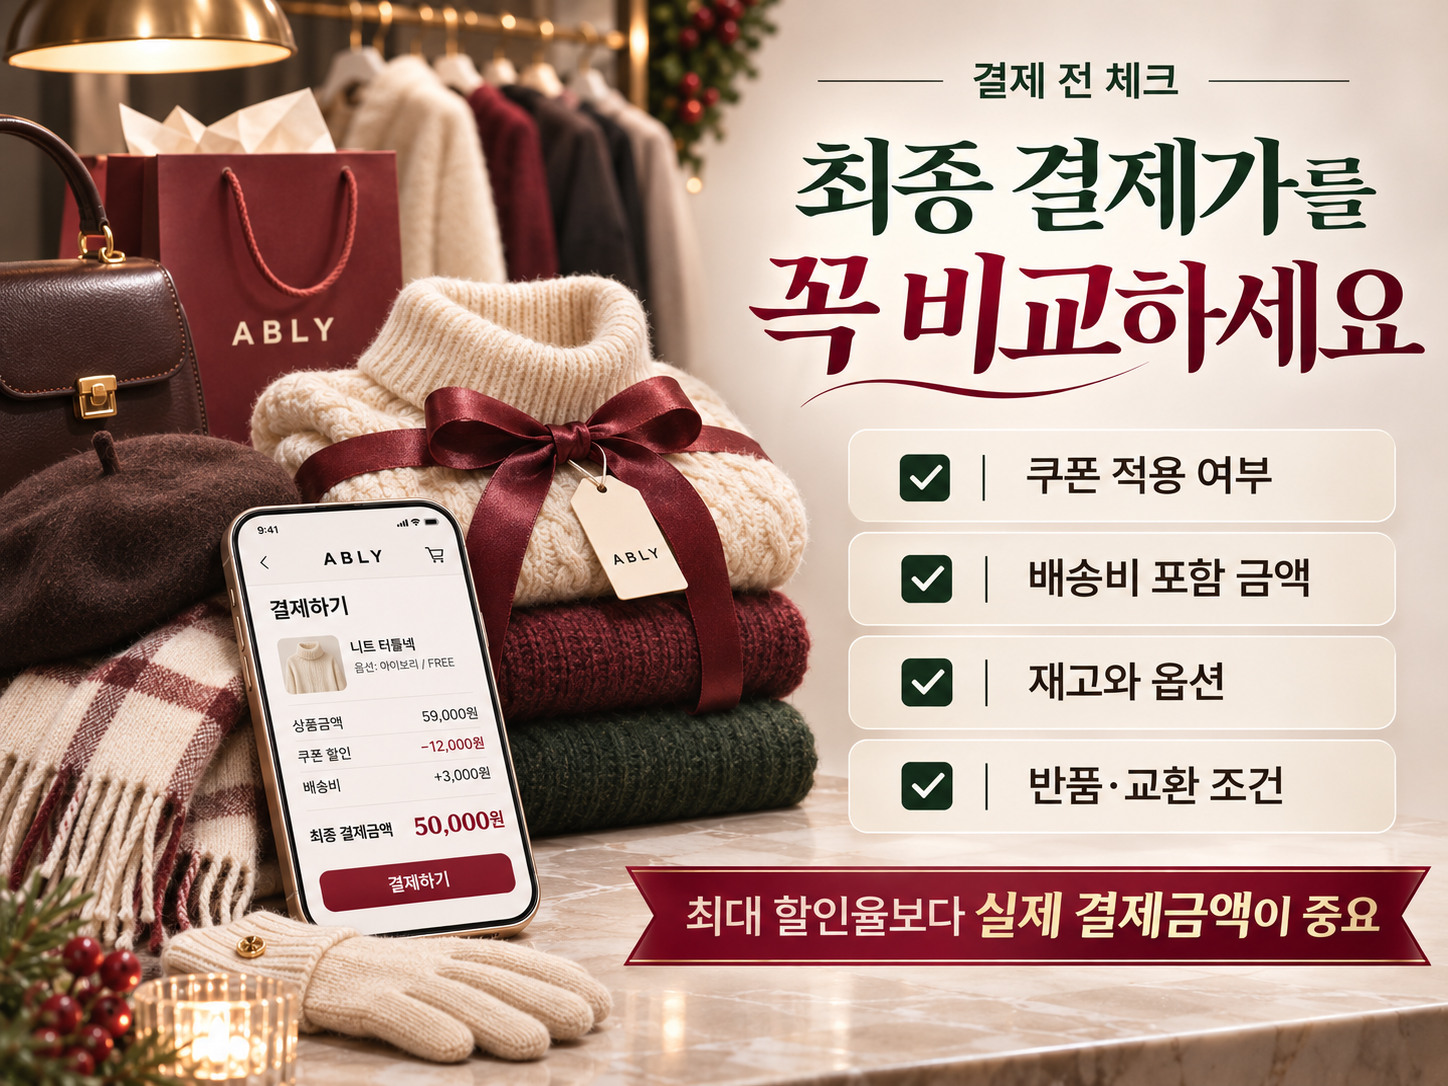 결제 전 체크
최종 결제가를
꼭 비교하세요
쿠폰 적용 여부
배송비 포함 금액
재고와 옵션
반품·교환 조건
최대 할인율보다 실제 결제금액이 중요
ABLY
ABLY
9:41
ABLY
결제하기
니트 터틀넥
옵션: 아이보리 / FREE
상품금액 59,000원
쿠폰 할인 -12,000원
배송비 +3,000원
최종 결제금액 50,000원
결제하기